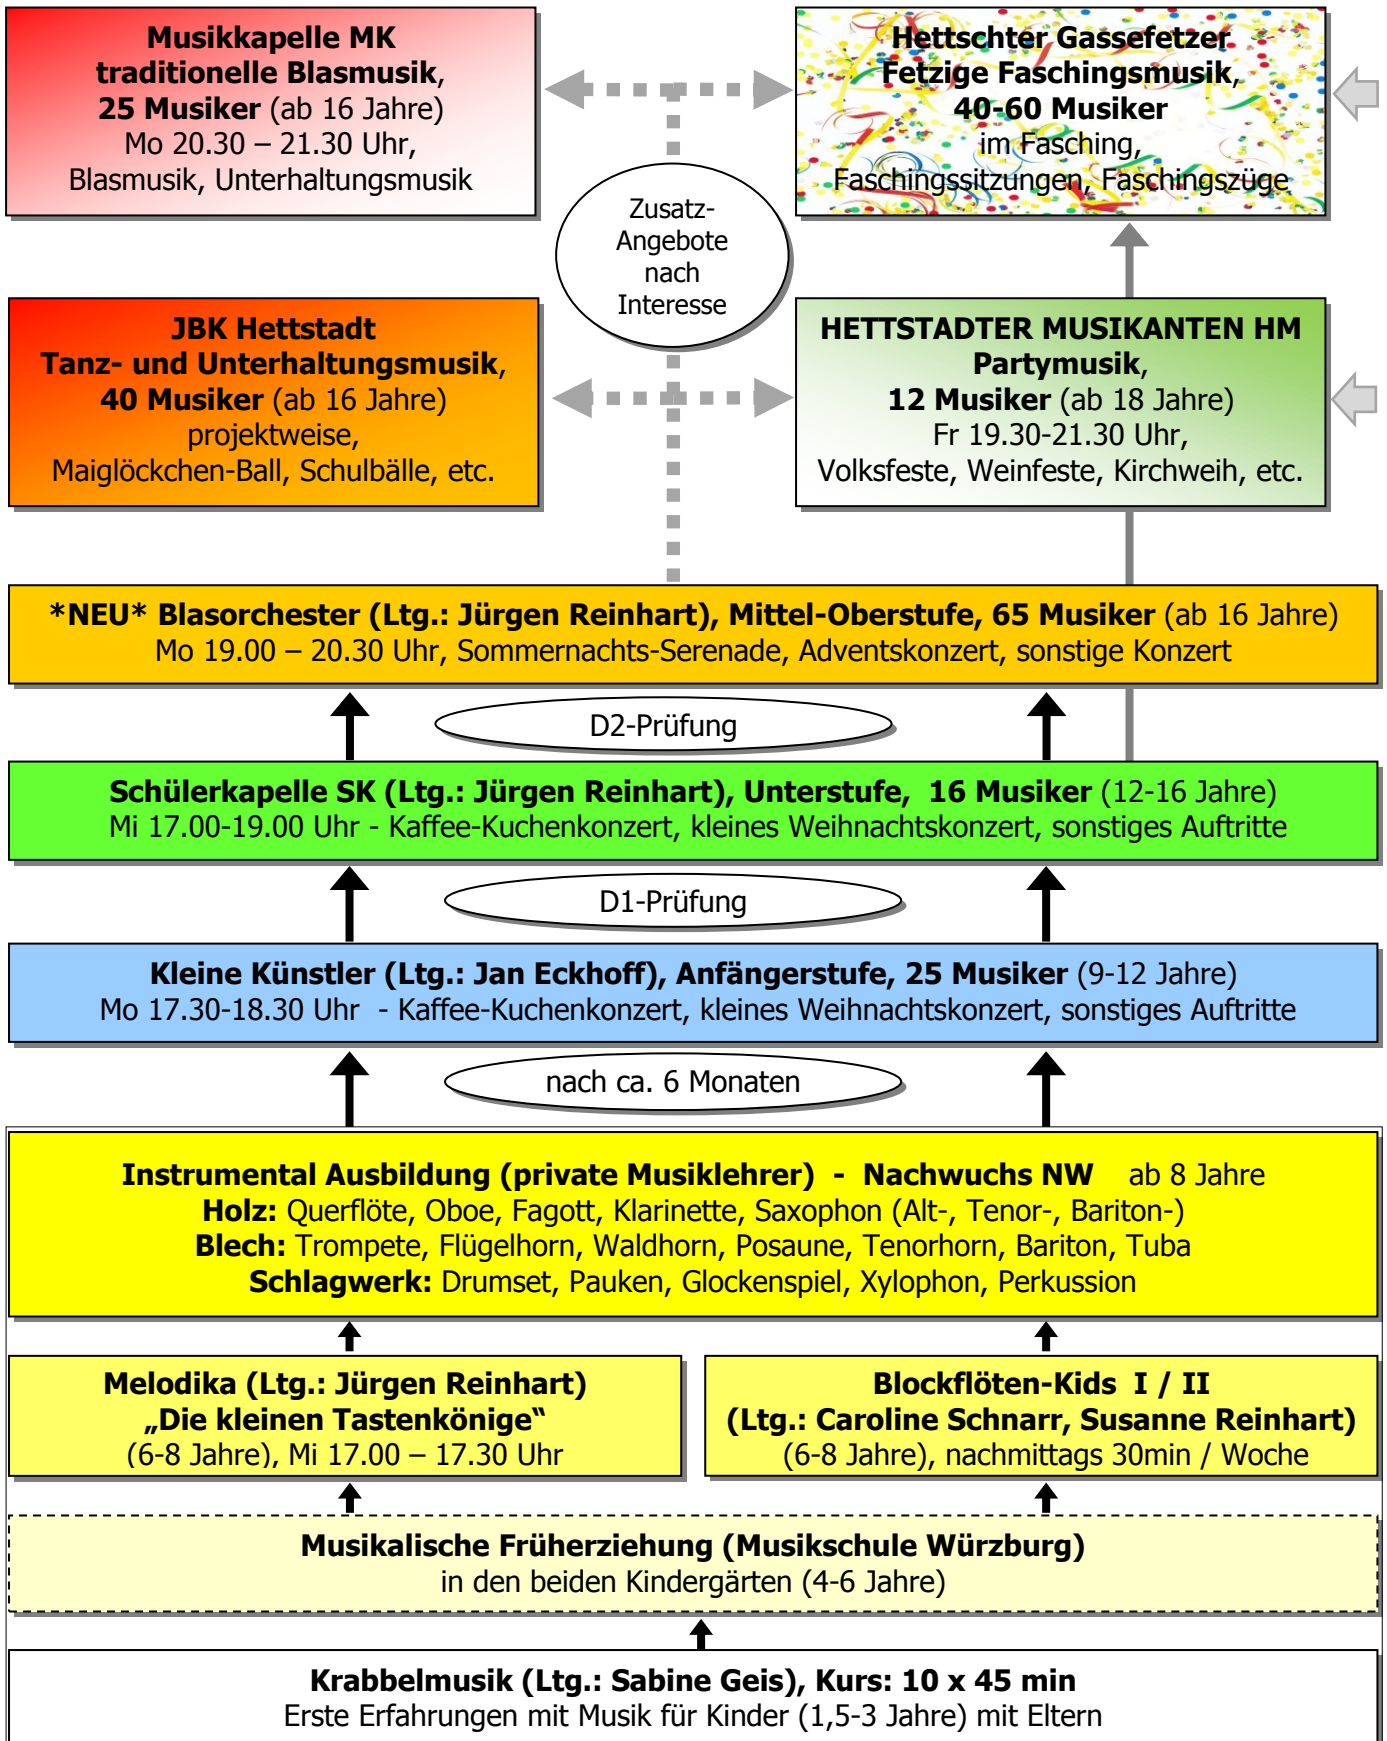 Musikkapelle MK
traditionelle Blasmusik,
25 Musiker (ab 16 Jahre)
Mo 20.30 – 21.30 Uhr,
Blasmusik, Unterhaltungsmusik
Hettschter Gassefetzer
Fetzige Faschingsmusik,
40-60 Musiker
im Fasching,
Faschingssitzungen, Faschingszüge
Zusatz-
Angebote
nach
Interesse
JBK Hettstadt
Tanz- und Unterhaltungsmusik,
40 Musiker (ab 16 Jahre)
projektweise,
Maiglöckchen-Ball, Schulbälle, etc.
HETTSTADTER MUSIKANTEN HM
Partymusik,
12 Musiker (ab 18 Jahre)
Fr 19.30-21.30 Uhr,
Volksfeste, Weinfeste, Kirchweih, etc.
*NEU* Blasorchester (Ltg.: Jürgen Reinhart), Mittel-Oberstufe, 65 Musiker (ab 16 Jahre)
Mo 19.00 – 20.30 Uhr, Sommernachts-Serenade, Adventskonzert, sonstige Konzert
D2-Prüfung
Schülerkapelle SK (Ltg.: Jürgen Reinhart), Unterstufe, 16 Musiker (12-16 Jahre)
Mi 17.00-19.00 Uhr - Kaffee-Kuchenkonzert, kleines Weihnachtskonzert, sonstiges Auftritte
D1-Prüfung
Kleine Künstler (Ltg.: Jan Eckhoff), Anfängerstufe, 25 Musiker (9-12 Jahre)
Mo 17.30-18.30 Uhr - Kaffee-Kuchenkonzert, kleines Weihnachtskonzert, sonstiges Auftritte
nach ca. 6 Monaten
Instrumental Ausbildung (private Musiklehrer) - Nachwuchs NW ab 8 Jahre
Holz: Querflöte, Oboe, Fagott, Klarinette, Saxophon (Alt-, Tenor-, Bariton-)
Blech: Trompete, Flügelhorn, Waldhorn, Posaune, Tenorhorn, Bariton, Tuba
Schlagwerk: Drumset, Pauken, Glockenspiel, Xylophon, Perkussion
Melodika (Ltg.: Jürgen Reinhart)
„Die kleinen Tastenkönige“
(6-8 Jahre), Mi 17.00 – 17.30 Uhr
Blockflöten-Kids I / II
(Ltg.: Caroline Schnarr, Susanne Reinhart)
(6-8 Jahre), nachmittags 30min / Woche
Musikalische Früherziehung (Musikschule Würzburg)
in den beiden Kindergärten (4-6 Jahre)
Krabbelmusik (Ltg.: Sabine Geis), Kurs: 10 x 45 min
Erste Erfahrungen mit Musik für Kinder (1,5-3 Jahre) mit Eltern